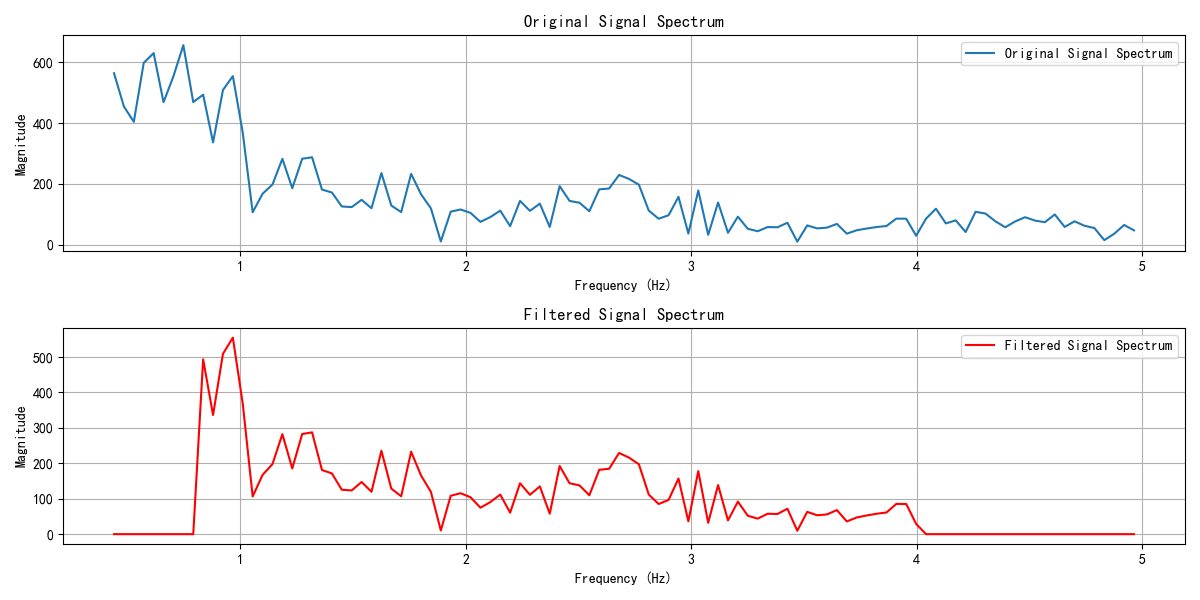 Original Signal Spectrum
Original Signal Spectrum
Magnitude
600
400
200
0
1 2 3 4 5
Frequency (Hz)
Filtered Signal Spectrum
Filtered Signal Spectrum
Magnitude
500
400
300
200
100
0
1 2 3 4 5
Frequency (Hz)